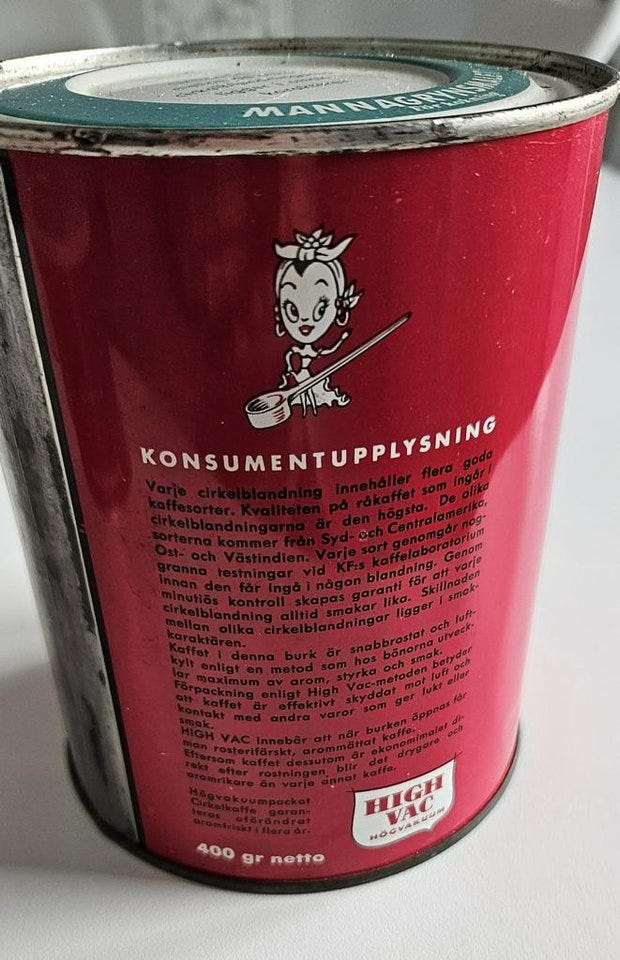 MANNAGRYNSMJÖL
KONSUMENTUPPLYSNING
Varje cirkelblandning innehåller flera goda
kaffesorter. Kvaliteten på råkaffet som ingår i
cirkelblandningarna är den högsta. De olika
sorterna kommer från Syd- och Centralamerika,
Ost- och Västindien. Varje sort genomgår nog-
granna testningar vid KF:s kaffelaboratorium
innan den får ingå i någon blandning. Genom
minutiös kontroll skapas garanti för att varje
cirkelblandning alltid smakar lika. Skillnaden
mellan olika cirkelblandningar ligger i smak-
karaktären.
Kaffet i denna burk är snabbrostat och luft-
kylt enligt en metod som hos bönorna utveck-
lar maximum av arom, styrka och smak.
Förpackning enligt High Vac-metoden betyder
att kaffet är effektivt skyddat mot luft och
kontakt med andra varor som ger lukt eller
smak.
HIGH VAC innebär att när burken öppnas får
man rosterifärskt, arommättat kaffe.
Eftersom kaffet dessutom är ekonomimalet di-
rekt efter rostningen blir det drygare och
aromrikare än varje annat kaffe.
Högvakuumpackat
Cirkelkaffe garan-
teras oförändrat
aromfriskt i flera år.
HIGH
VAC
HÖGVAKUUM
400 gr netto